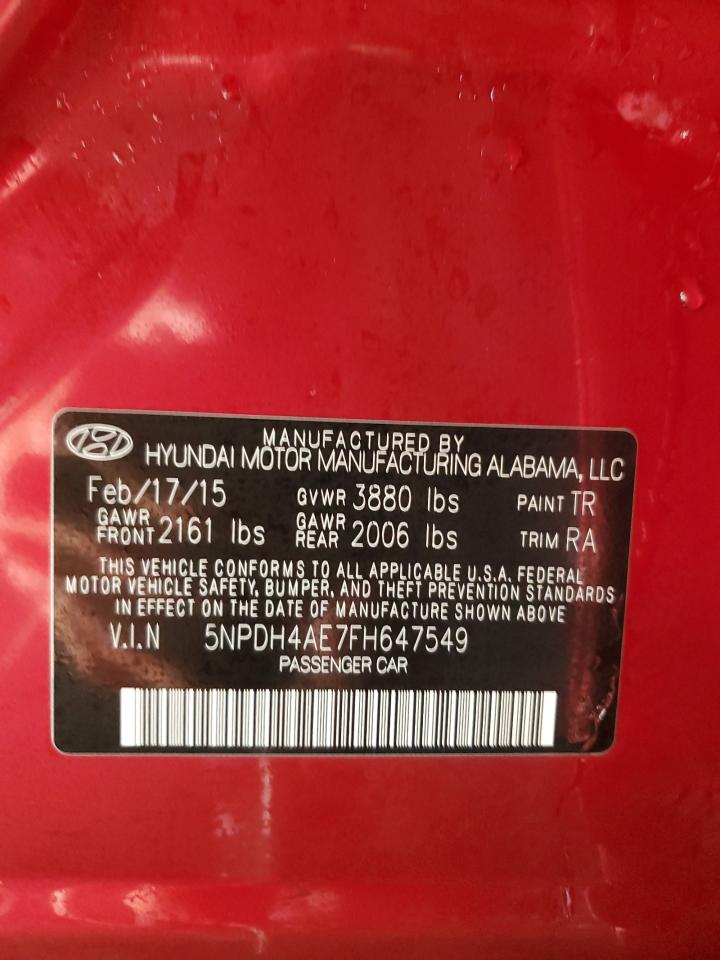 MANUFACTURED BY
HYUNDAI MOTOR MANUFACTURING ALABAMA, LLC
Feb/17/15 GVWR 3880 lbs PAINT TR
GAWR FRONT 2161 lbs GAWR REAR 2006 lbs TRIM RA
THIS VEHICLE CONFORMS TO ALL APPLICABLE U.S.A. FEDERAL
MOTOR VEHICLE SAFETY, BUMPER, AND THEFT PREVENTION STANDARDS
IN EFFECT ON THE DATE OF MANUFACTURE SHOWN ABOVE
V.I.N 5NPDH4AE7FH647549
PASSENGER CAR